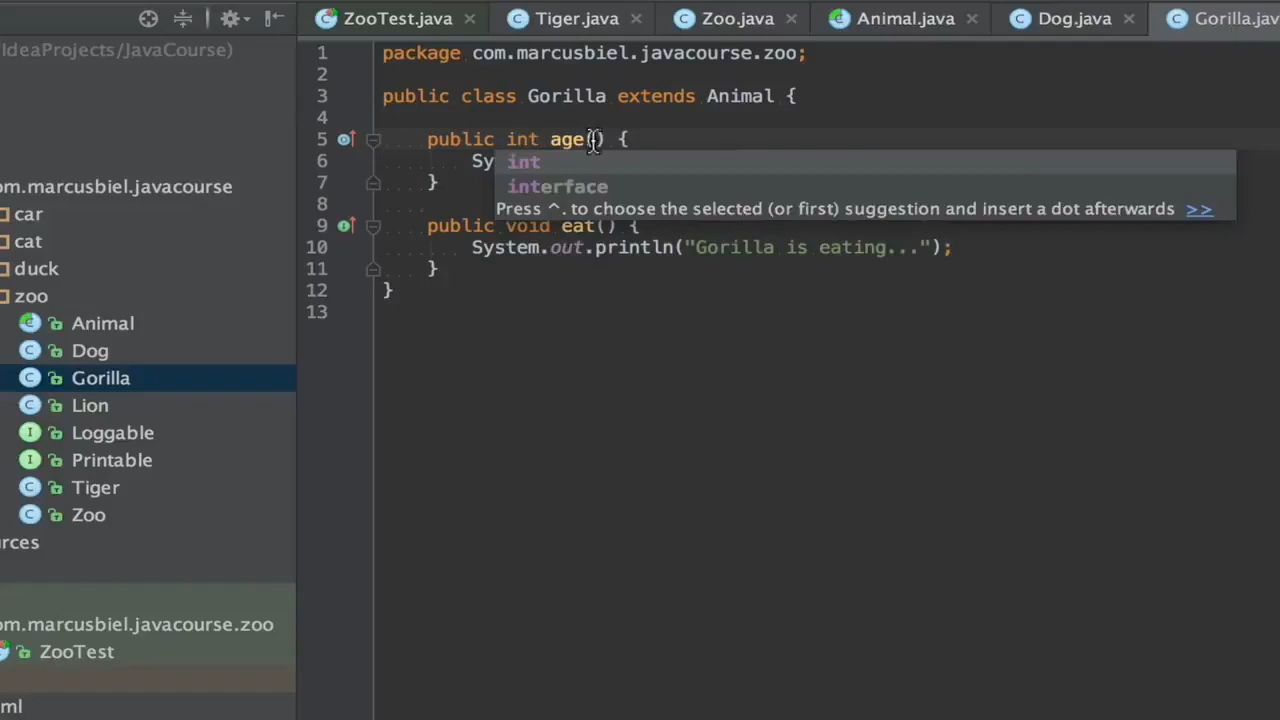 ZooTest.java Tiger.java Zoo.java Animal.java Dog.java Gorilla.jav
IdeaProjects/JavaCourse)
om.marcusbiel.javacourse
car
cat
duck
zoo
Animal
Dog
Gorilla
Lion
Loggable
Printable
Tiger
Zoo
rces
om.marcusbiel.javacourse.zoo
ZooTest
ml
1 package com.marcusbiel.javacourse.zoo;
2
3 public class Gorilla extends Animal {
4
5 public int age() {
6 Sy
int
interface
Press ^. to choose the selected (or first) suggestion and insert a dot afterwards >>
7 }
8
9 public void eat() {
10 System.out.println("Gorilla is eating...");
11 }
12 }
13